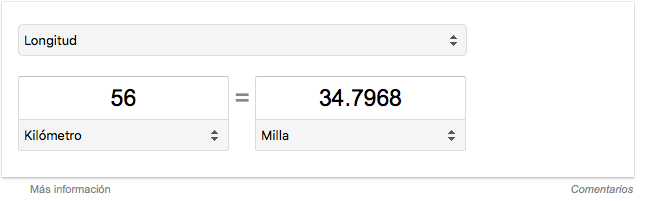 Longitud
56 = 34.7968
Kilómetro Milla
Más información Comentarios